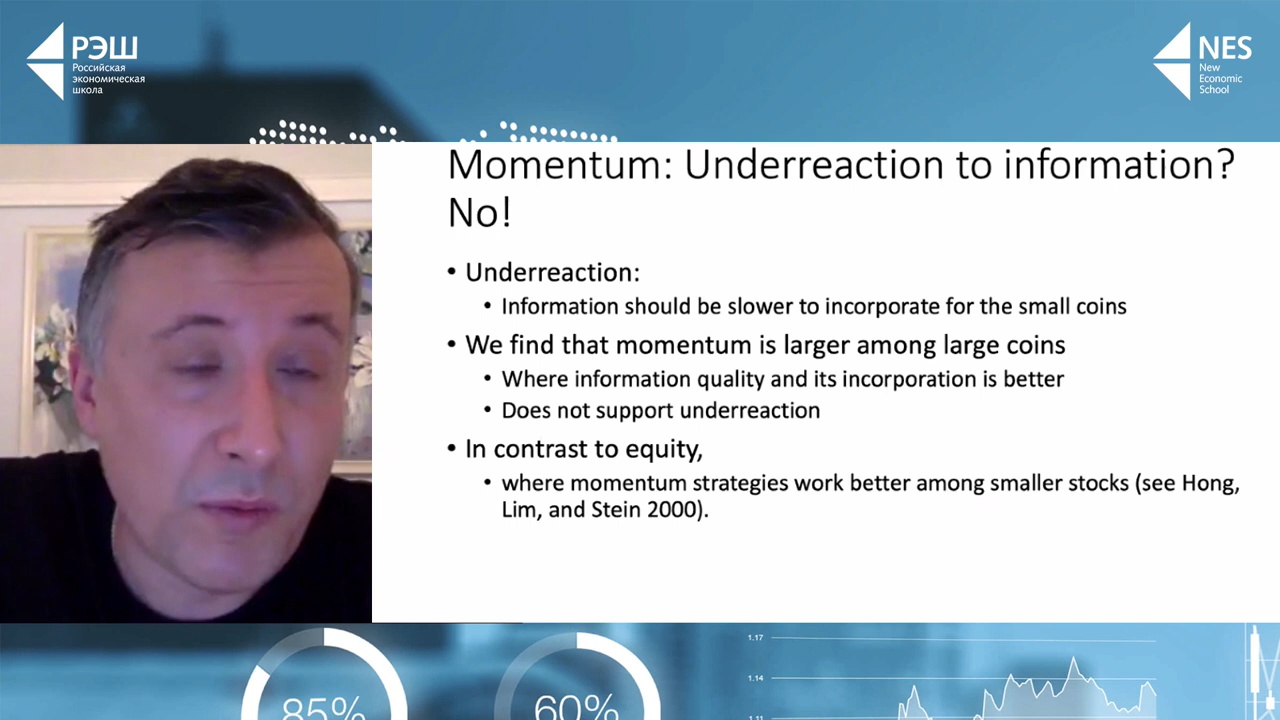 РЭШ
Российская
экономическая
школа
NES
New
Economic
School
Momentum: Underreaction to information?
No!
• Underreaction:
• Information should be slower to incorporate for the small coins
• We find that momentum is larger among large coins
• Where information quality and its incorporation is better
• Does not support underreaction
• In contrast to equity,
• where momentum strategies work better among smaller stocks (see Hong,
Lim, and Stein 2000).
85%
60%
1.17
1.14
1.11